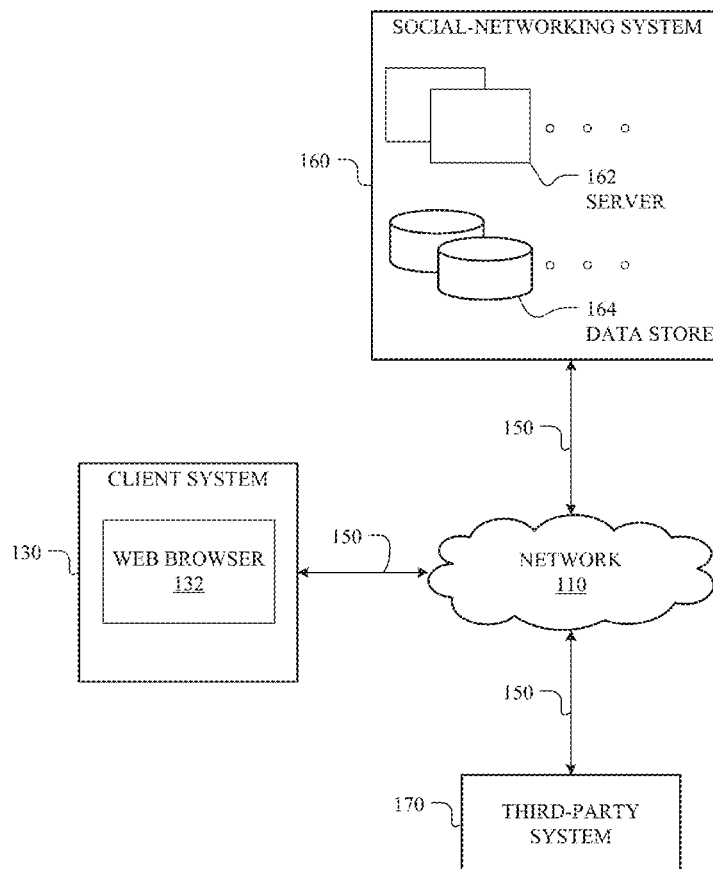 SOCIAL-NETWORKING SYSTEM
160
162
SERVER
164
DATA STORE
150
CLIENT SYSTEM
130
WEB BROWSER
132
150
NETWORK
110
150
170
THIRD-PARTY
SYSTEM